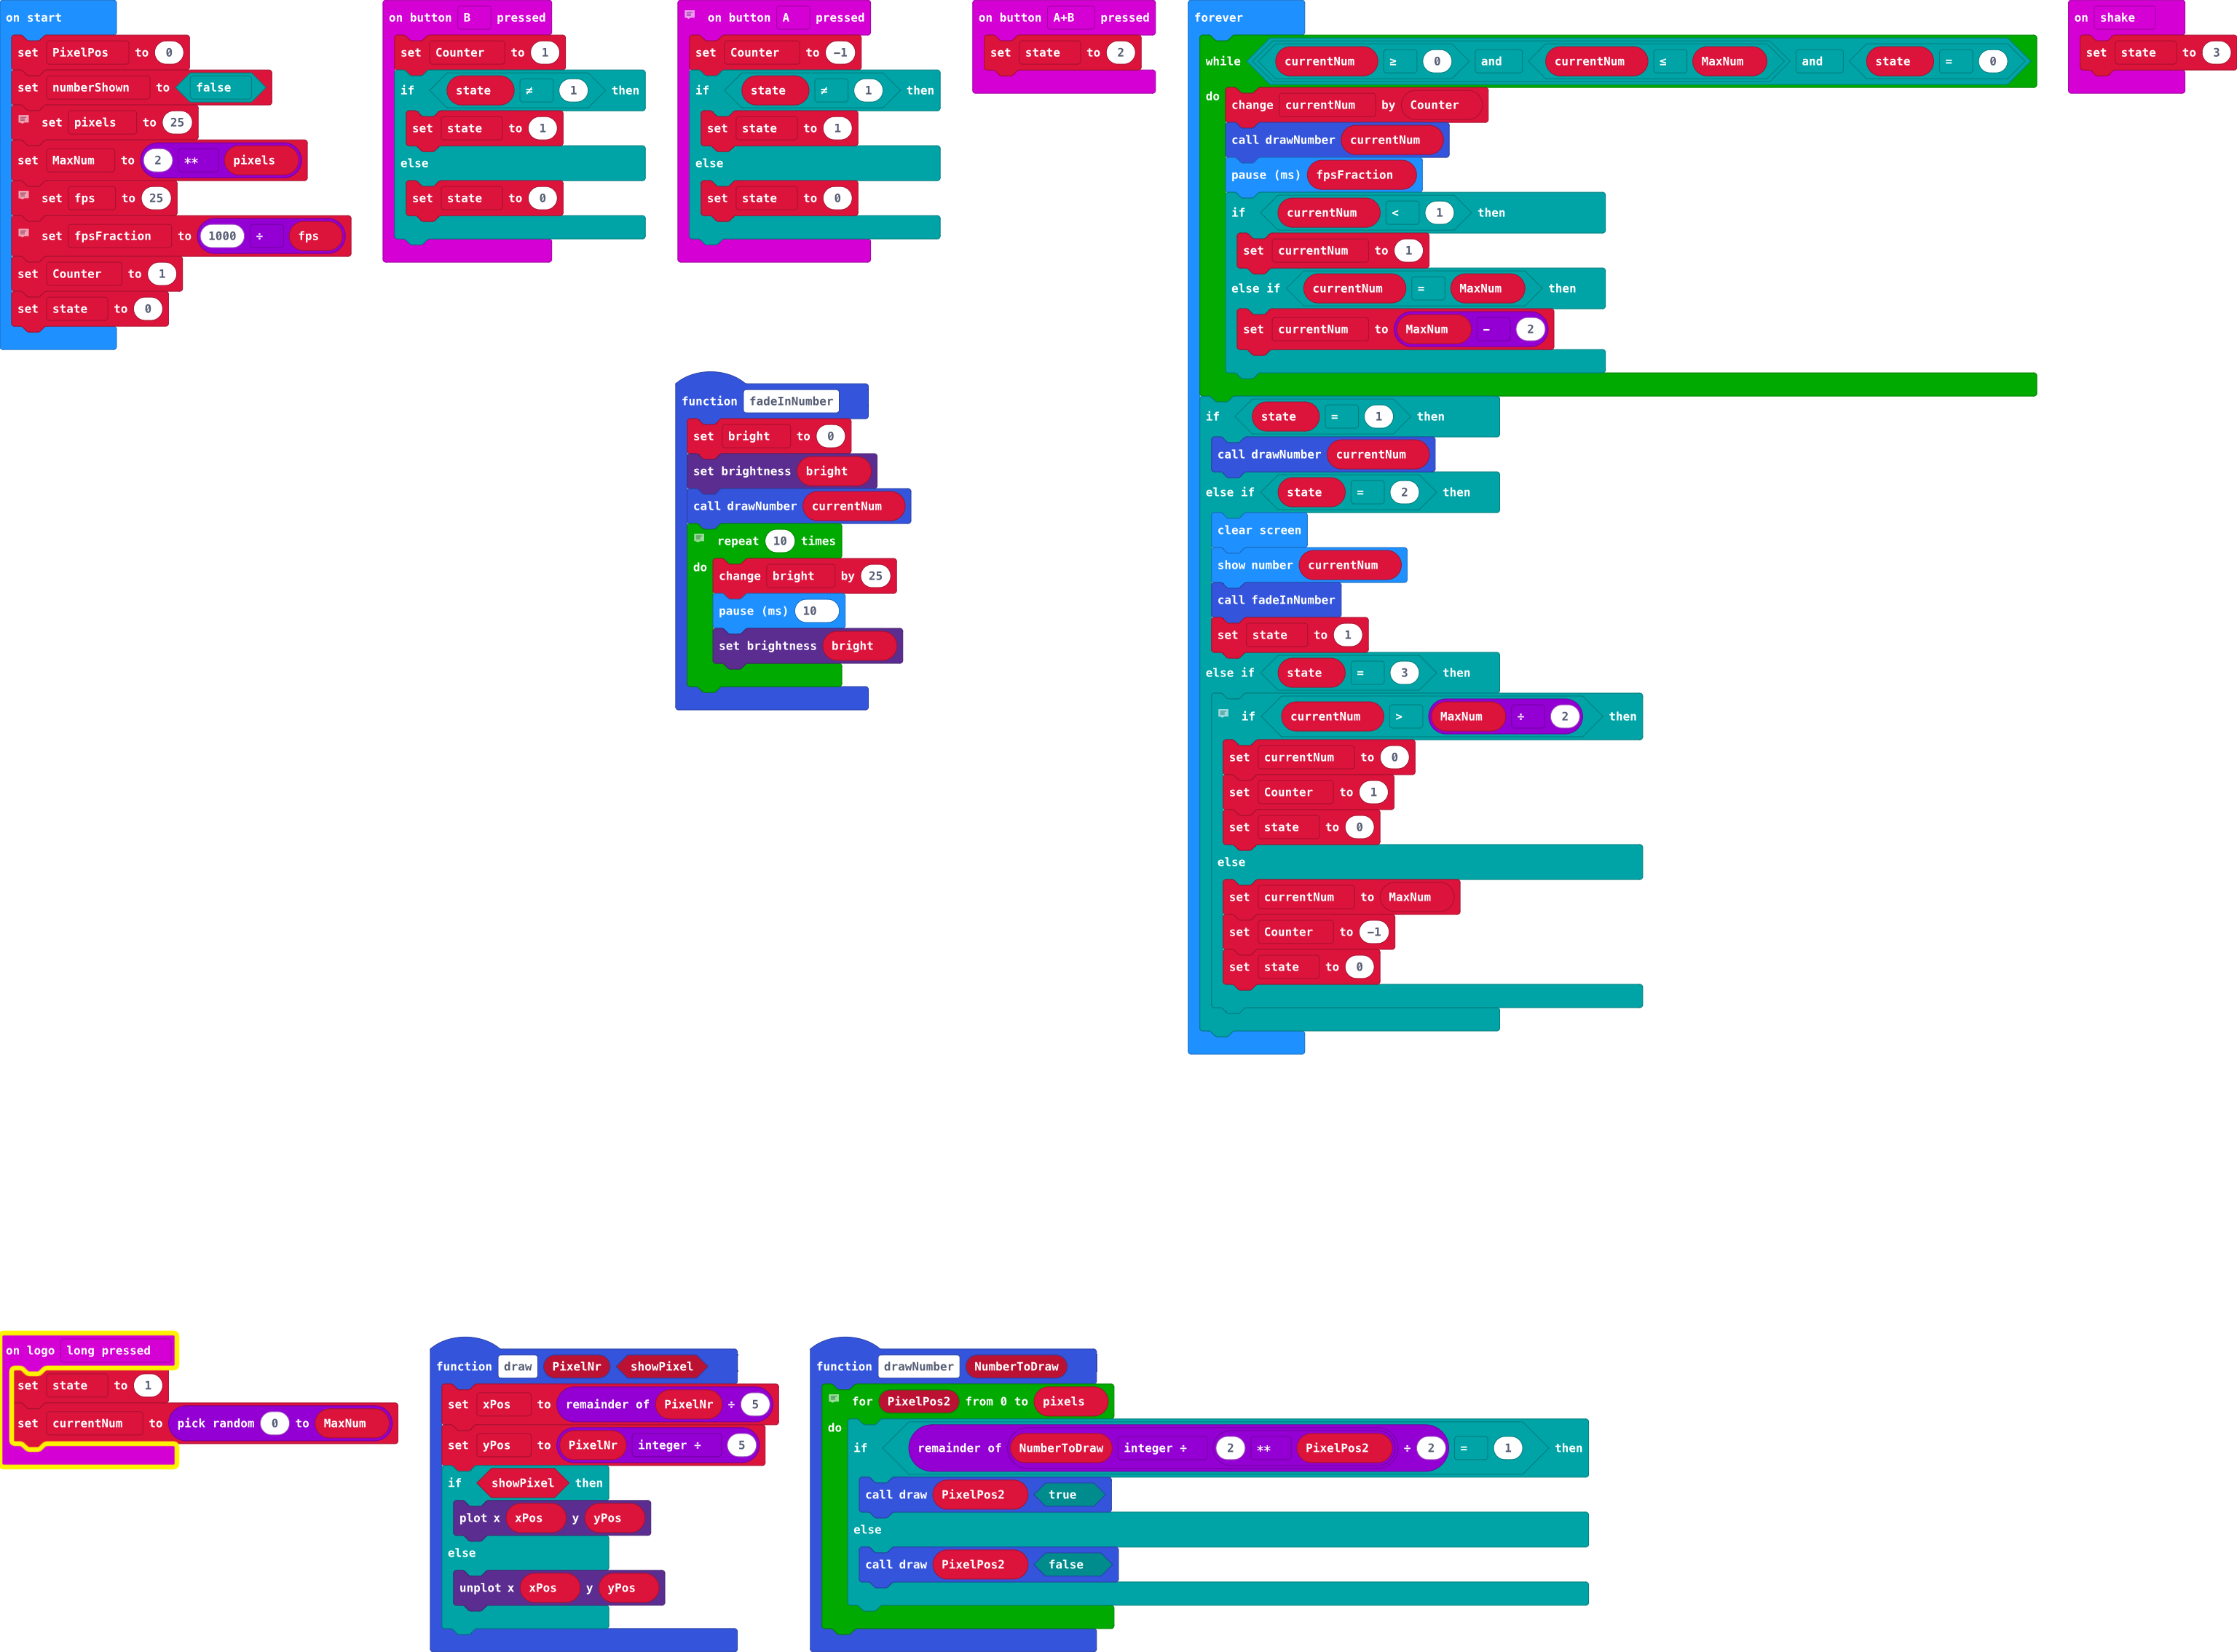 on start
set PixelPos to 0
set numberShown to false
set pixels to 25
set MaxNum to 2 ** pixels
set fps to 25
set fpsFraction to 1000 ÷ fps
set Counter to 1
set state to 0
on button B pressed
set Counter to 1
if state ≠ 1 then
set state to 1
else
set state to 0
on button A pressed
set Counter to −1
if state ≠ 1 then
set state to 1
else
set state to 0
on button A+B pressed
set state to 2
forever
while currentNum ≥ 0 and currentNum ≤ MaxNum and state = 0
do
change currentNum by Counter
call drawNumber currentNum
pause (ms) fpsFraction
if currentNum < 1 then
set currentNum to 1
else if currentNum = MaxNum then
set currentNum to MaxNum − 2
if state = 1 then
call drawNumber currentNum
else if state = 2 then
clear screen
show number currentNum
call fadeInNumber
set state to 1
else if state = 3 then
if currentNum > MaxNum ÷ 2 then
set currentNum to 0
set Counter to 1
set state to 0
else
set currentNum to MaxNum
set Counter to −1
set state to 0
on shake
set state to 3
function fadeInNumber
set bright to 0
set brightness bright
call drawNumber currentNum
repeat 10 times
do
change bright by 25
pause (ms) 10
set brightness bright
on logo long pressed
set state to 1
set currentNum to pick random 0 to MaxNum
function draw PixelNr showPixel
set xPos to remainder of PixelNr ÷ 5
set yPos to PixelNr integer ÷ 5
if showPixel then
plot x xPos y yPos
else
unplot x xPos y yPos
function drawNumber NumberToDraw
for PixelPos2 from 0 to pixels
do
if remainder of NumberToDraw integer ÷ 2 ** PixelPos2 ÷ 2 = 1 then
call draw PixelPos2 true
else
call draw PixelPos2 false